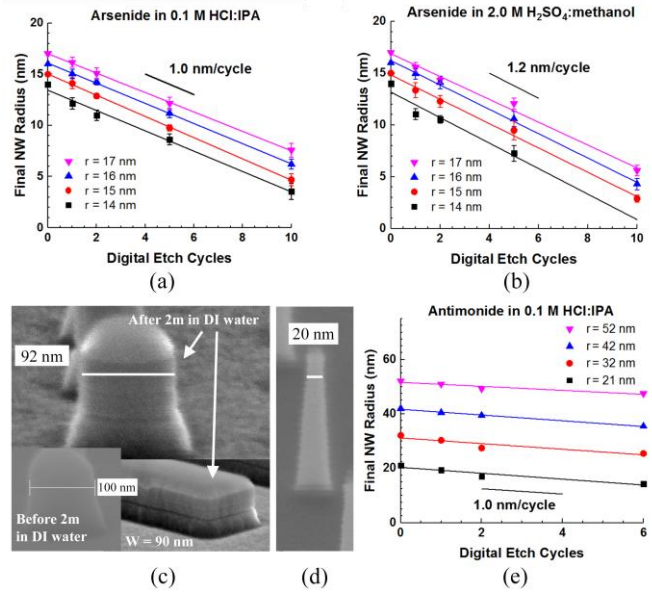 Arsenide in 0.1 M HCl:IPA
20
15
10
5
0
Final NW Radius (nm)
1.0 nm/cycle
r = 17 nm
r = 16 nm
r = 15 nm
r = 14 nm
0 2 4 6 8 10
Digital Etch Cycles
(a)
Arsenide in 2.0 M H₂SO₄:methanol
20
15
10
5
0
Final NW Radius (nm)
1.2 nm/cycle
r = 17 nm
r = 16 nm
r = 15 nm
r = 14 nm
0 2 4 6 8 10
Digital Etch Cycles
(b)
After 2m in DI water
92 nm
100 nm
Before 2m
in DI water
W = 90 nm
(c)
20 nm
(d)
Antimonide in 0.1 M HCl:IPA
60
40
20
0
Final NW Radius (nm)
r = 52 nm
r = 42 nm
r = 32 nm
r = 21 nm
1.0 nm/cycle
0 2 4 6
Digital Etch Cycles
(e)